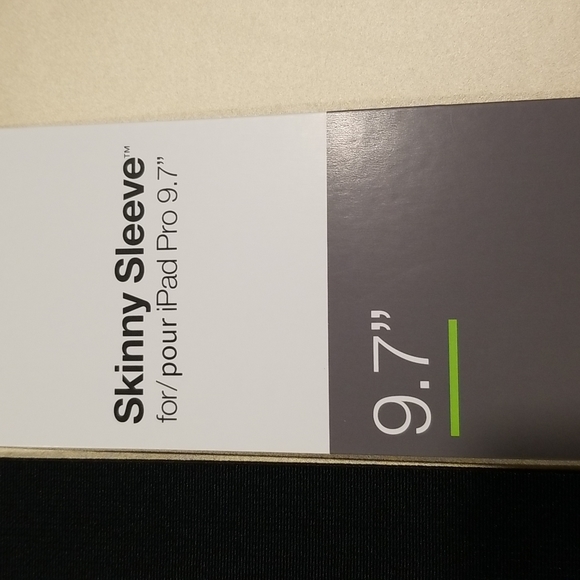 Skinny Sleeve™
for/pour iPad Pro 9.7”
9.7”